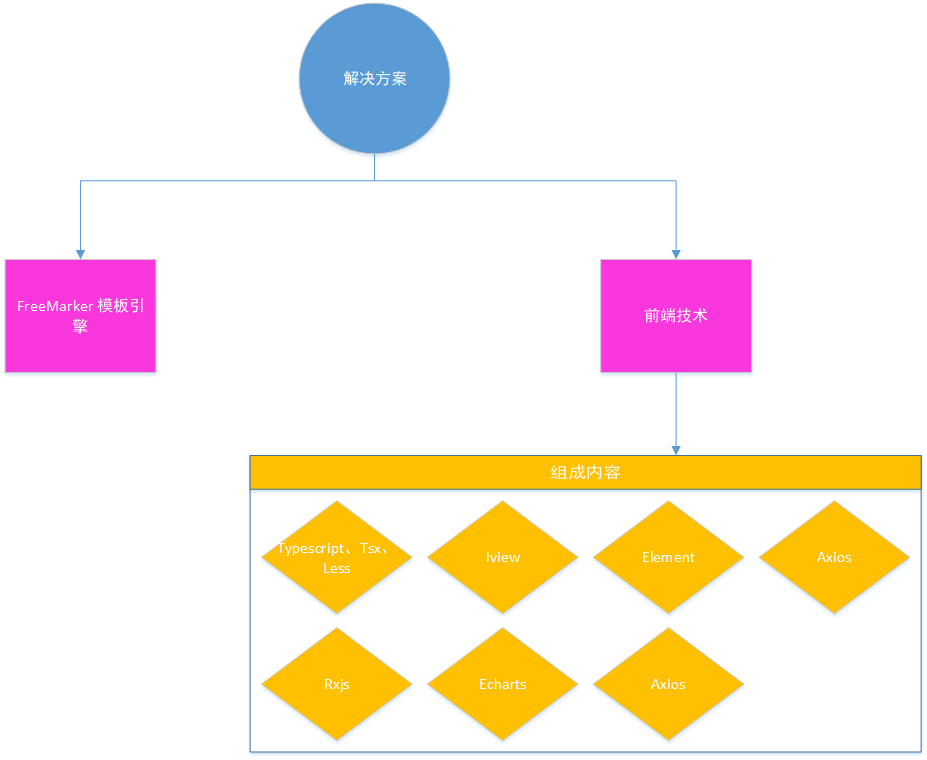 解决方案
FreeMarker 模板引
擎
前端技术
组成内容
Typescript、Tsx、
Less
Iview
Element
Axios
Rxjs
Echarts
Axios